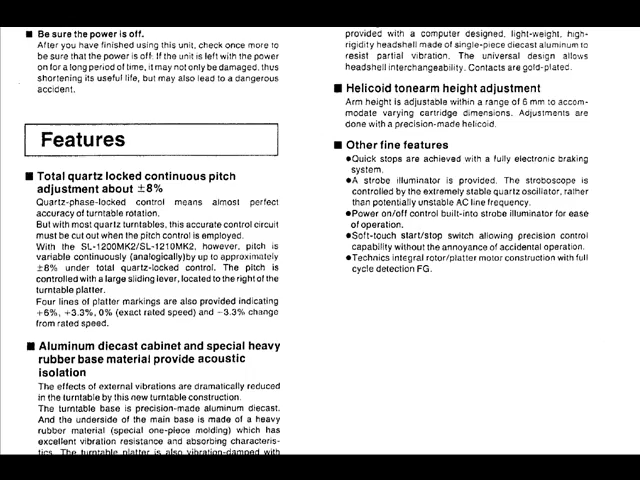 ■ Be sure the power is off.
After you have finished using this unit, check once more to
be sure that the power is off. If the unit is left with the power
on for a long period of time, it may not only be damaged, thus
shortening its useful life, but may also lead to a dangerous
accident.
Features
■ Total quartz locked continuous pitch
adjustment about ±8%
Quartz-phase-locked control means almost perfect
accuracy of turntable rotation.
But with most quartz turntables, this accurate control circuit
must be cut out when the pitch control is employed.
With the SL-1200MK2/SL-1210MK2, however, pitch is
variable continuously (analogically)by up to approximately
±8% under total quartz-locked control. The pitch is
controlled with a large sliding lever, located to the right of the
turntable platter.
Four lines of platter markings are also provided indicating
+6%, +3.3%, 0% (exact rated speed) and −3.3% change
from rated speed.
■ Aluminum diecast cabinet and special heavy
rubber base material provide acoustic
isolation
The effects of external vibrations are dramatically reduced
in the turntable by this new turntable construction.
The turntable base is precision-made aluminum diecast.
And the underside of the main base is made of a heavy
rubber material (special one-piece molding) which has
excellent vibration resistance and absorbing characteris-
tics. The turntable platter is also vibration-damped with
provided with a computer designed, light-weight, high-
rigidity headshell made of single-piece diecast aluminum to
resist partial vibration. The universal design allows
headshell interchangeability. Contacts are gold-plated.
■ Helicoid tonearm height adjustment
Arm height is adjustable within a range of 6 mm to accom-
modate varying cartridge dimensions. Adjustments are
done with a precision-made helicoid.
■ Other fine features
●Quick stops are achieved with a fully electronic braking
system.
●A strobe illuminator is provided. The stroboscope is
controlled by the extremely stable quartz oscillator, rather
than potentially unstable AC line frequency.
●Power on/off control built-into strobe illuminator for ease
of operation.
●Soft-touch start/stop switch allowing precision control
capability without the annoyance of accidental operation.
●Technics integral rotor/platter motor construction with full
cycle detection FG.